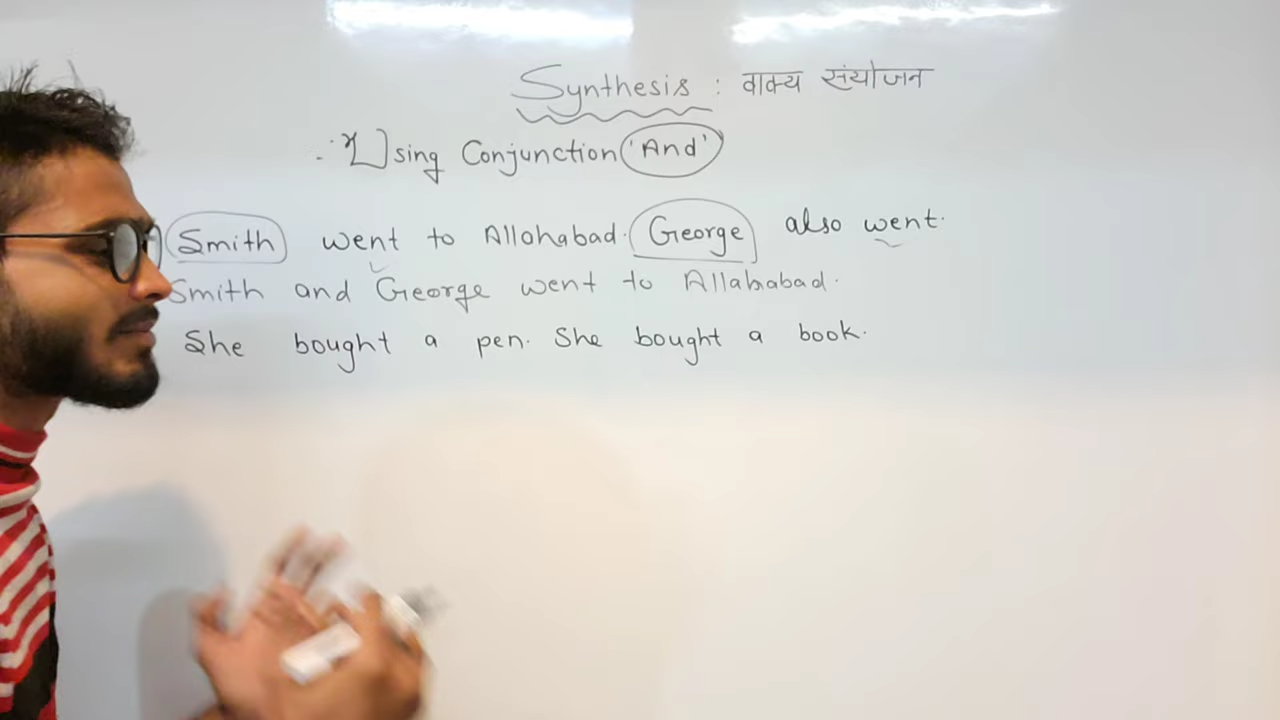 Synthesis : वाक्य संयोजन
Using Conjunction 'And'
Smith went to Allohabad. George also went.
Smith and George went to Allahabad.
She bought a pen. She bought a book.